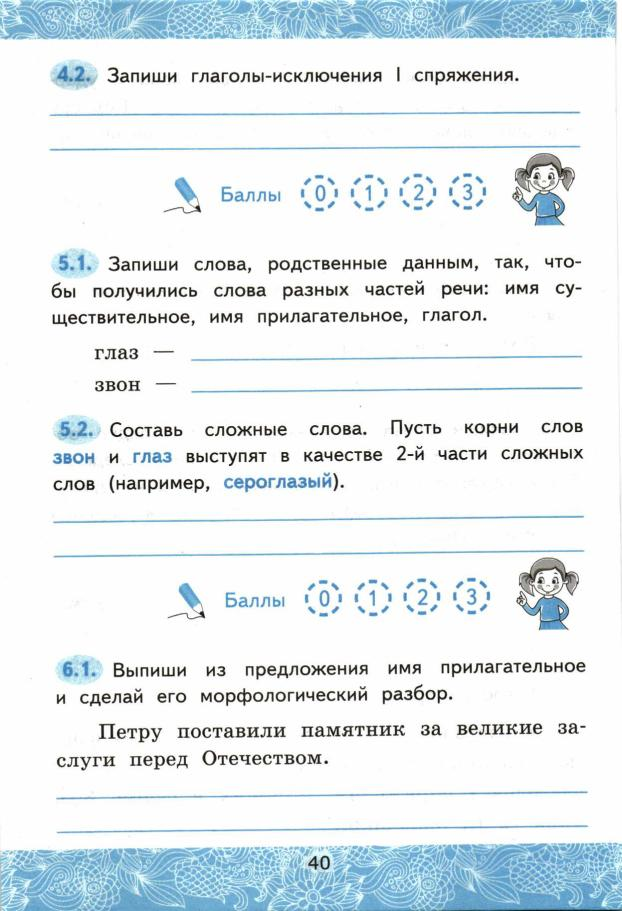 4.2. Запиши глаголы-исключения I спряжения.
Баллы 0 1 2 3
5.1. Запиши слова, родственные данным, так, что-
бы получились слова разных частей речи: имя су-
ществительное, имя прилагательное, глагол.
глаз —
звон —
5.2. Составь сложные слова. Пусть корни слов
звон и глаз выступят в качестве 2-й части сложных
слов (например, сероглазый).
Баллы 0 1 2 3
6.1. Выпиши из предложения имя прилагательное
и сделай его морфологический разбор.
Петру поставили памятник за великие за-
слуги перед Отечеством.
40